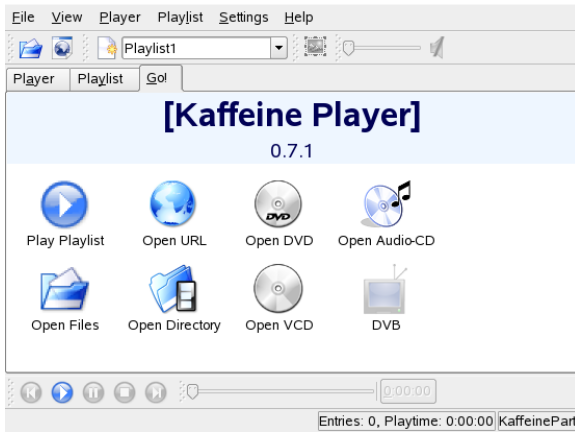 File View Player Playlist Settings Help
Playlist1
Player Playlist Go!
[Kaffeine Player]
0.7.1
Play Playlist Open URL Open DVD Open Audio-CD
DVD
Open Files Open Directory Open VCD DVB
0:00:00
Entries: 0, Playtime: 0:00:00 KaffeinePart